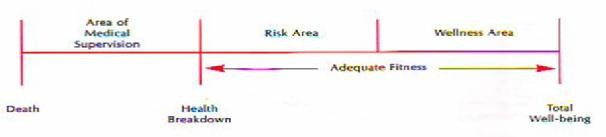 Area of
Medical
Supervision
Risk Area
Wellness Area
Adequate Fitness
Death
Health
Breakdown
Total
Well-being